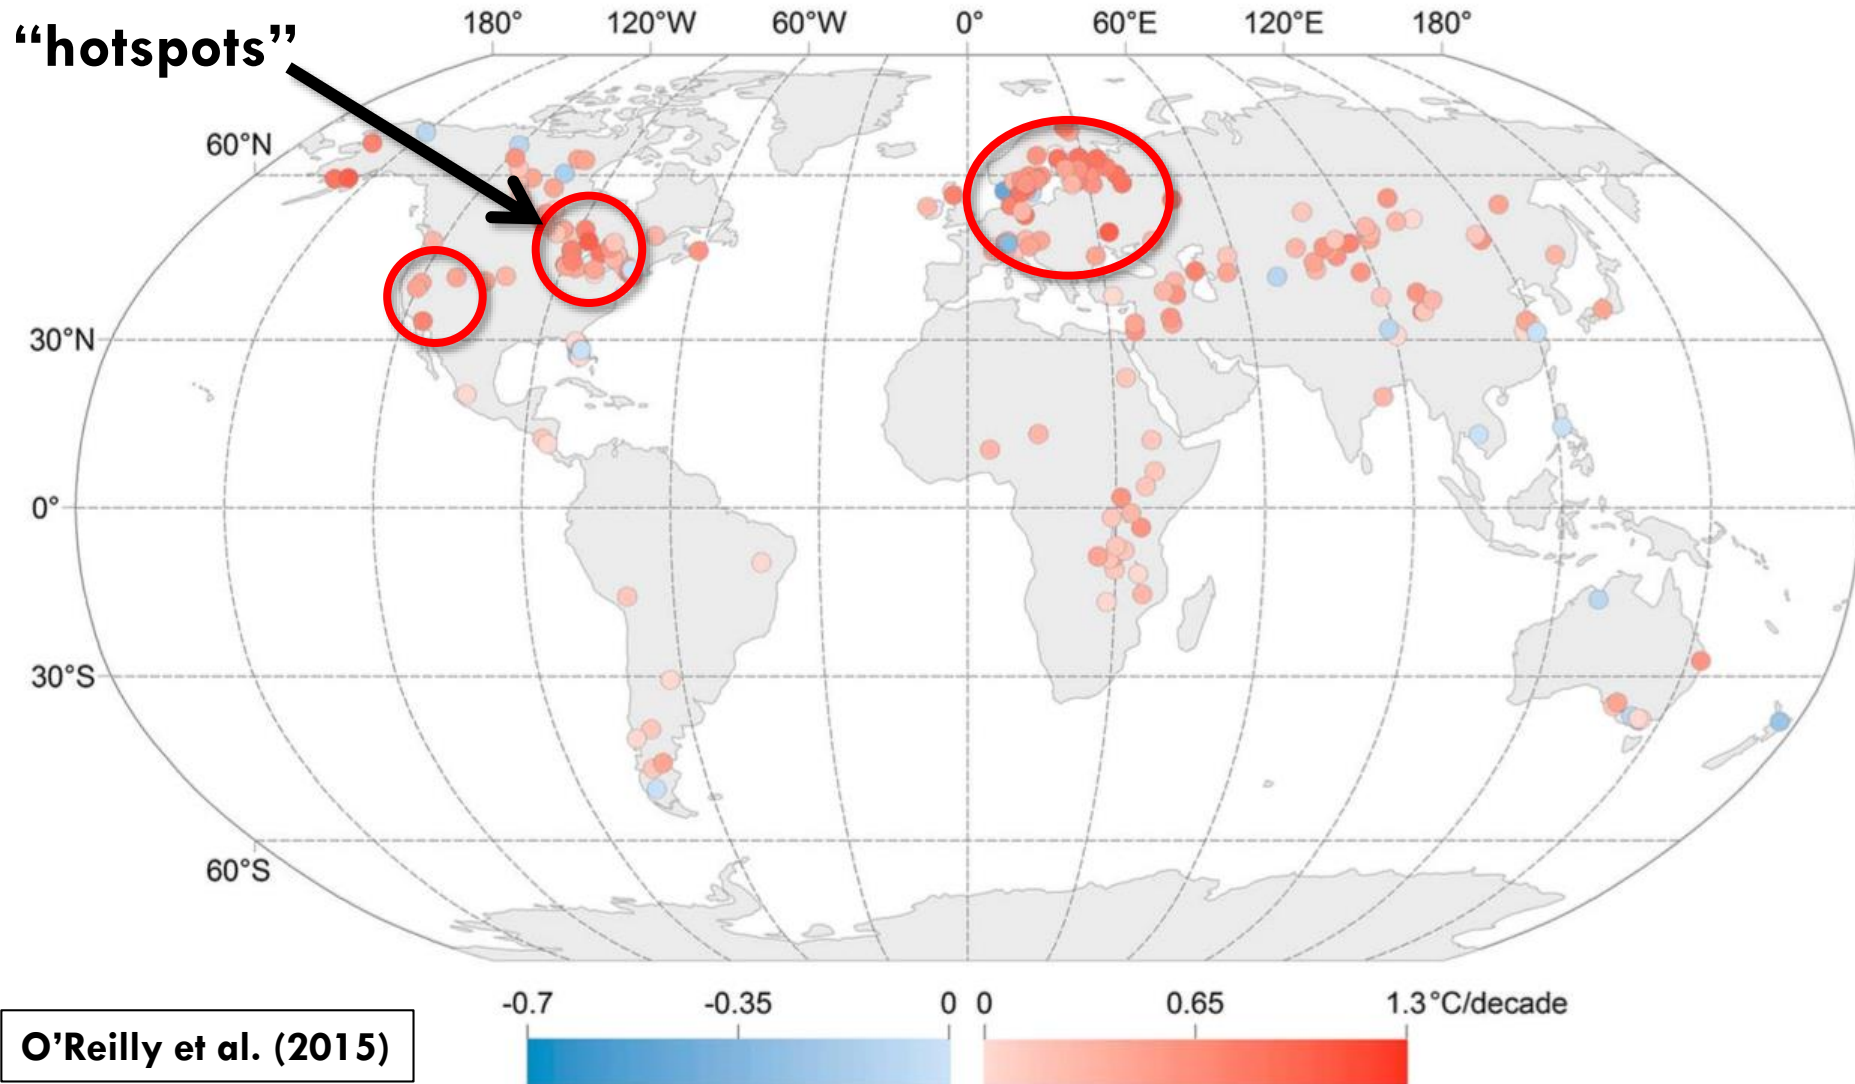 “hotspots”
180° 120°W 60°W 0° 60°E 120°E 180°
60°N
30°N
0°
30°S
60°S
-0.7 -0.35 0 0 0.65 1.3°C/decade
O’Reilly et al. (2015)